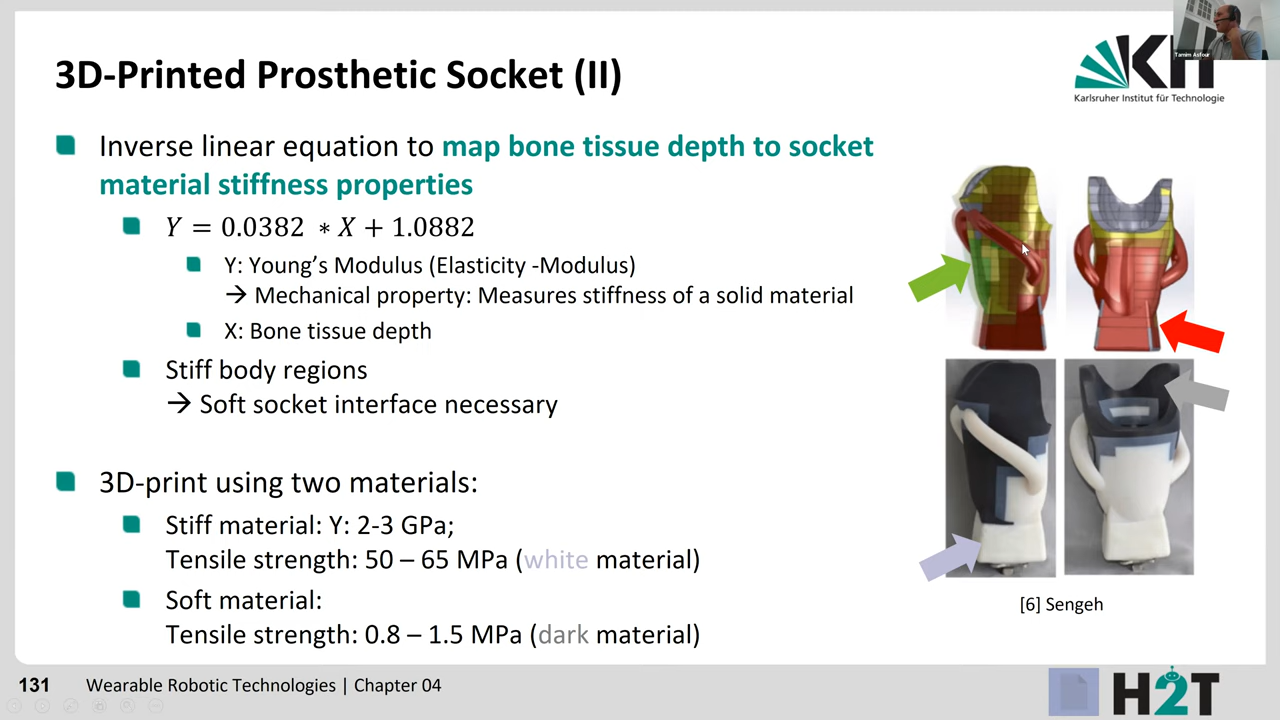 3D-Printed Prosthetic Socket (II)
KIT
Karlsruher Institut für Technologie
Tamim Asfour
Inverse linear equation to map bone tissue depth to socket
material stiffness properties
Y = 0.0382 ∗ X + 1.0882
Y: Young's Modulus (Elasticity -Modulus)
→ Mechanical property: Measures stiffness of a solid material
X: Bone tissue depth
Stiff body regions
→ Soft socket interface necessary
3D-print using two materials:
Stiff material: Y: 2-3 GPa;
Tensile strength: 50 – 65 MPa (white material)
Soft material:
Tensile strength: 0.8 – 1.5 MPa (dark material)
[6] Sengeh
131 Wearable Robotic Technologies | Chapter 04
H2T